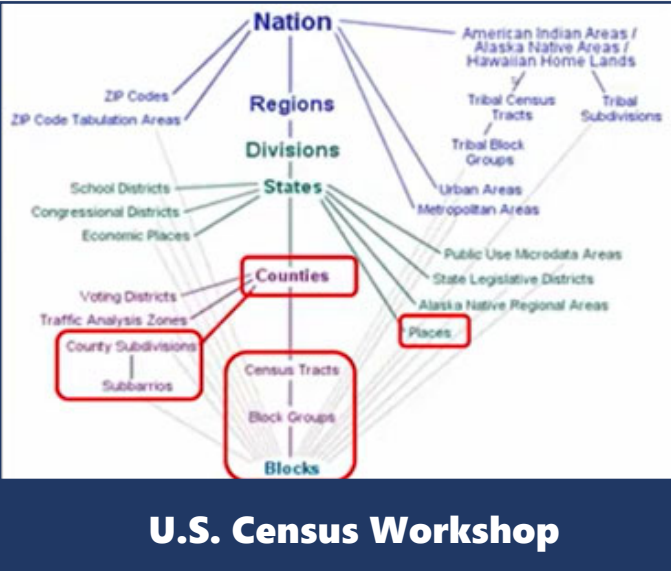 Nation
American Indian Areas /
Alaska Native Areas /
Hawaiian Home Lands
ZIP Codes
ZIP Code Tabulation Areas
Regions
Tribal Census
Tracts
Tribal
Subdivisions
Tribal Block
Groups
Divisions
States
School Districts
Congressional Districts
Economic Places
Urban Areas
Metropolitan Areas
Public Use Microdata Areas
State Legislative Districts
Alaska Native Regional Areas
Places
Counties
Voting Districts
Traffic Analysis Zones
County Subdivisions
Subbarrios
Census Tracts
Block Groups
Blocks
U.S. Census Workshop